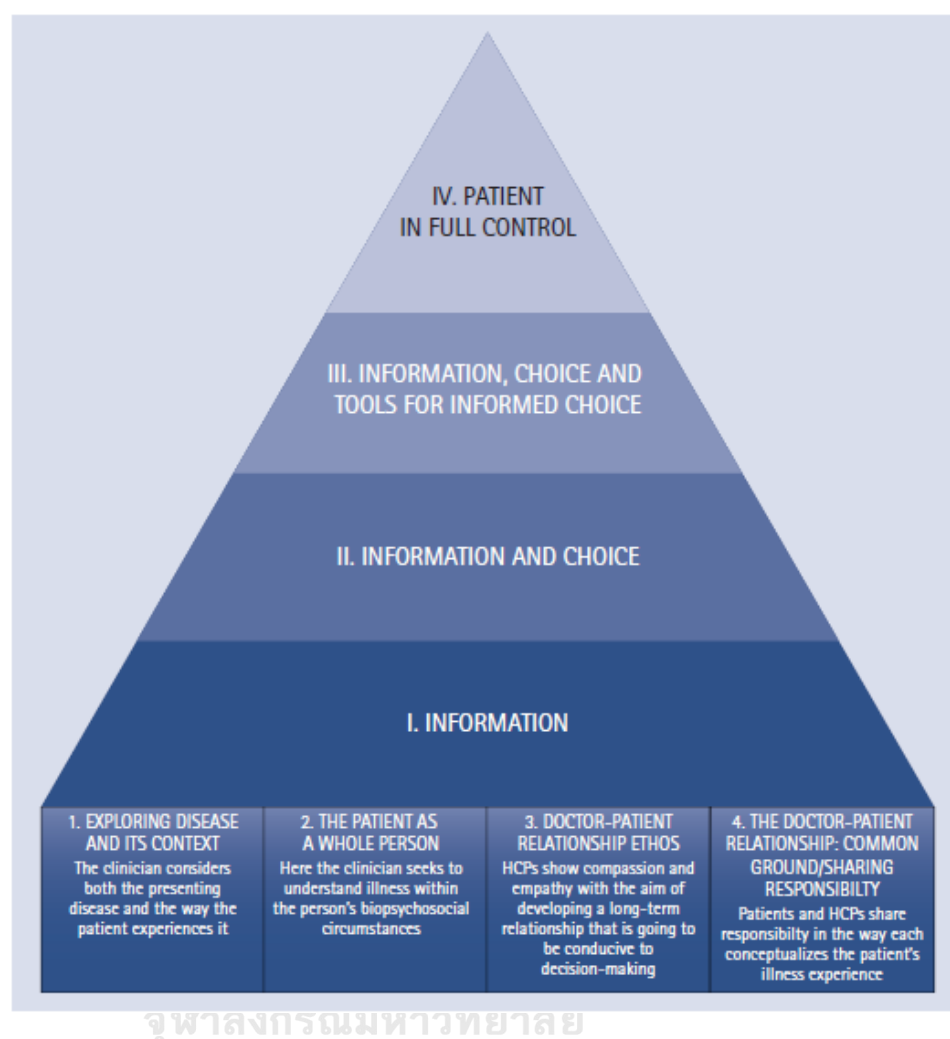 IV. PATIENT
IN FULL CONTROL
III. INFORMATION, CHOICE AND
TOOLS FOR INFORMED CHOICE
II. INFORMATION AND CHOICE
I. INFORMATION
1. EXPLORING DISEASE
AND ITS CONTEXT
The clinician considers
both the presenting
disease and the way the
patient experiences it
2. THE PATIENT AS
A WHOLE PERSON
Here the clinician seeks to
understand illness within
the person's biopsychosocial
circumstances
3. DOCTOR-PATIENT
RELATIONSHIP ETHOS
HCPs show compassion and
empathy with the aim of
developing a long-term
relationship that is going to
be conducive to
decision-making
4. THE DOCTOR-PATIENT
RELATIONSHIP: COMMON
GROUND/SHARING
RESPONSIBILTY
Patients and HCPs share
responsibilty in the way each
conceptualizes the patient's
illness experience
จุฬาลงกรณ์มหาวิทยาลัย